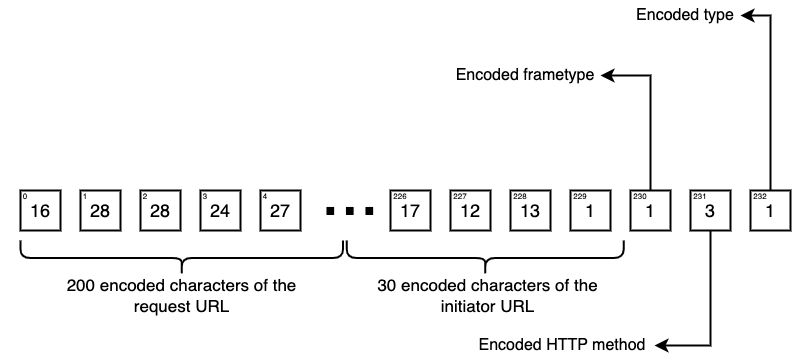 Encoded type
Encoded frametype
0 1 2 3 4 226 227 228 229 230 231 232
16 28 28 24 27 ... 17 12 13 1 1 3 1
200 encoded characters of the
request URL
30 encoded characters of the
initiator URL
Encoded HTTP method